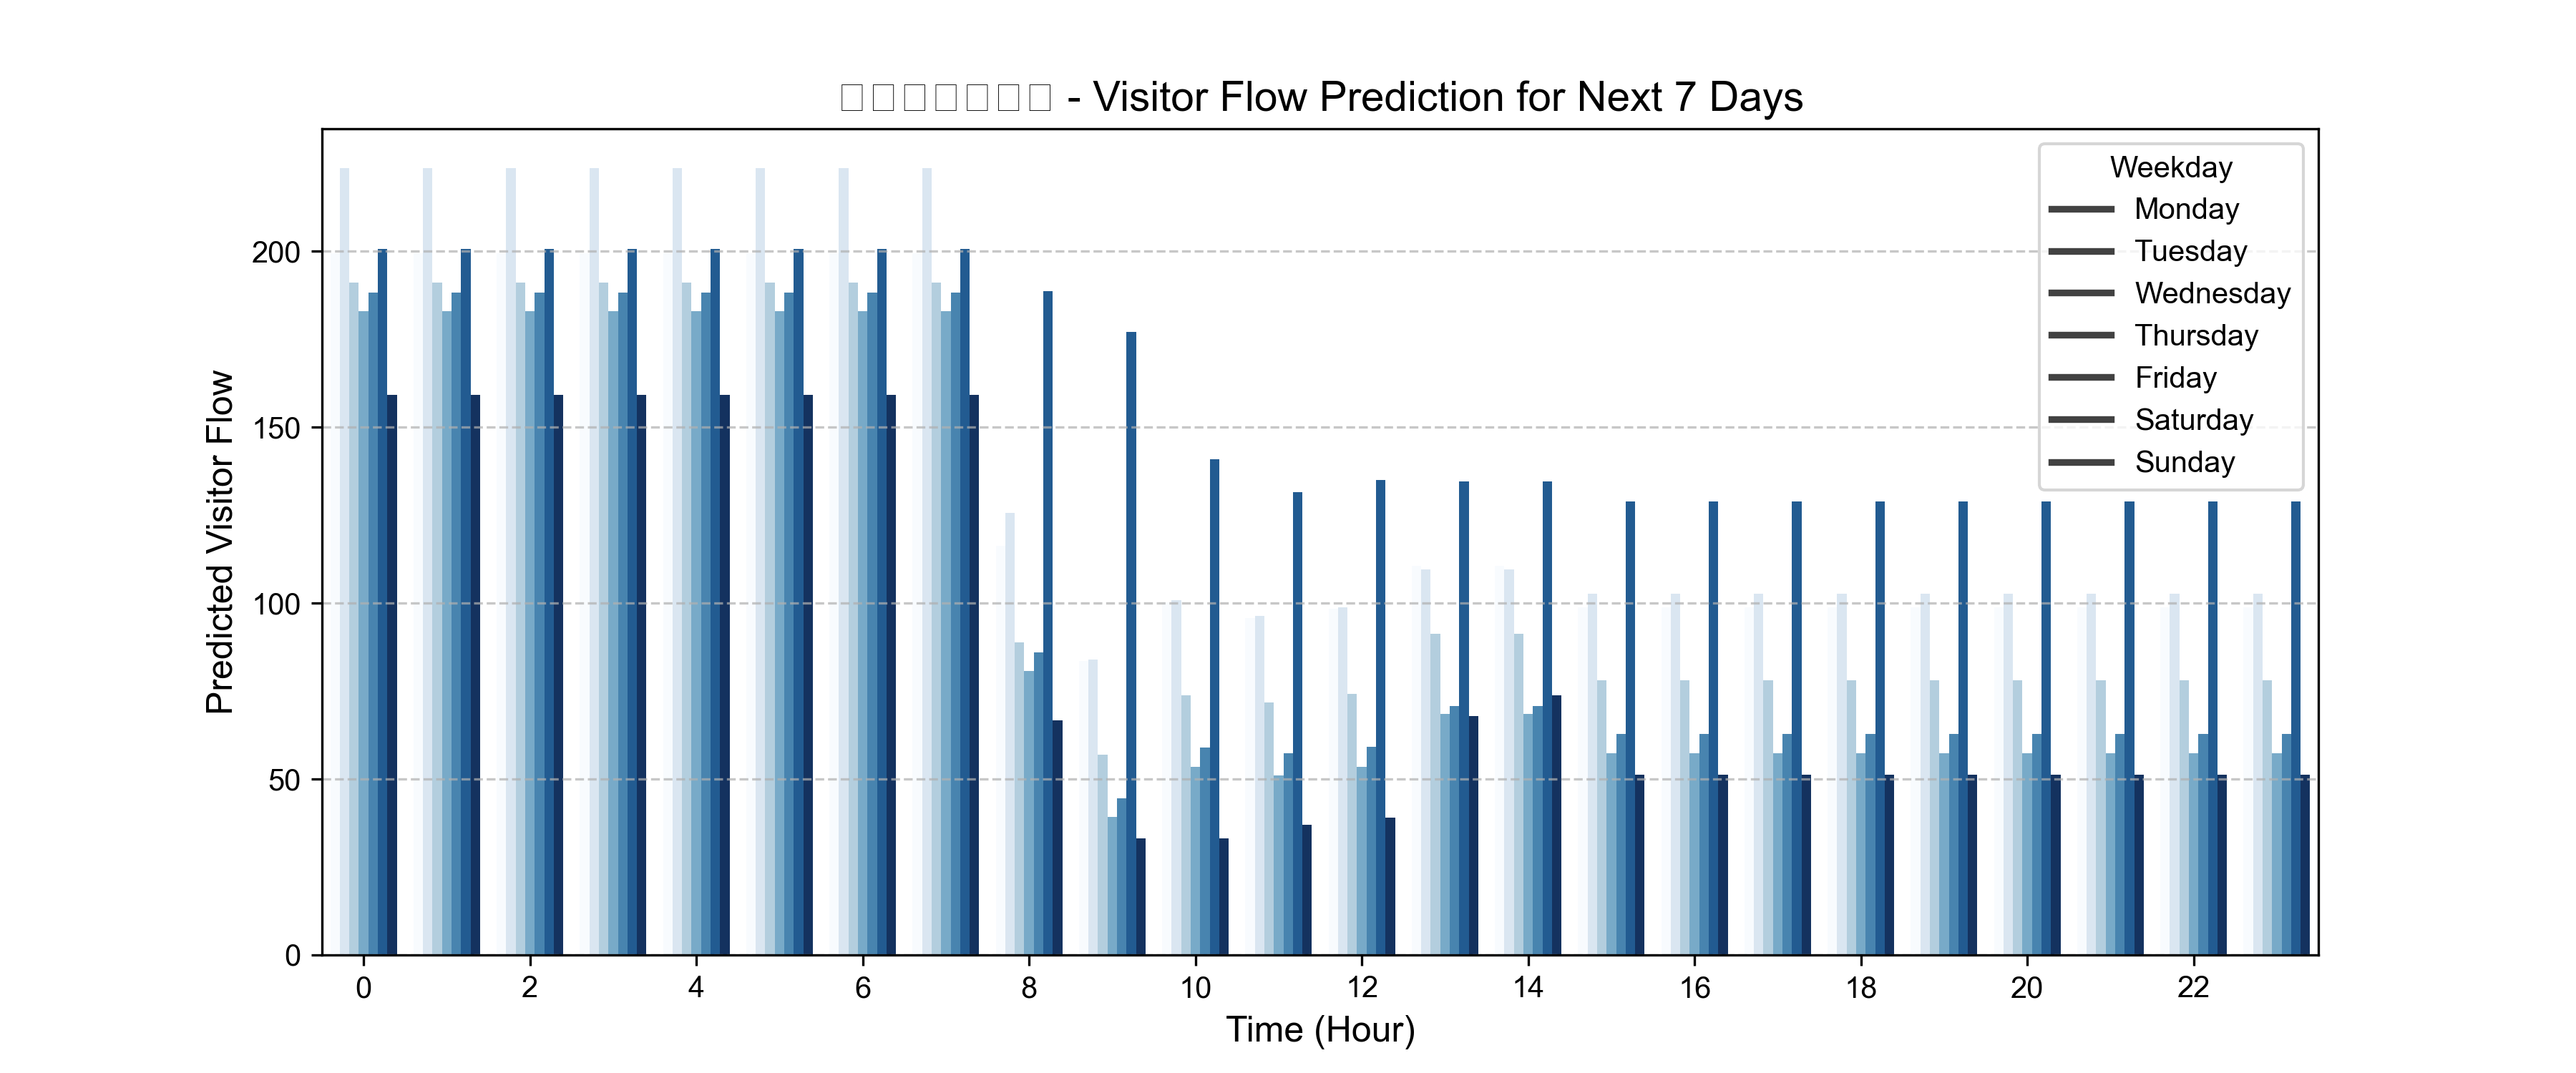 - Visitor Flow Prediction for Next 7 Days
Predicted Visitor Flow
200
150
100
50
0
Weekday
Monday
Tuesday
Wednesday
Thursday
Friday
Saturday
Sunday
0 2 4 6 8 10 12 14 16 18 20 22
Time (Hour)